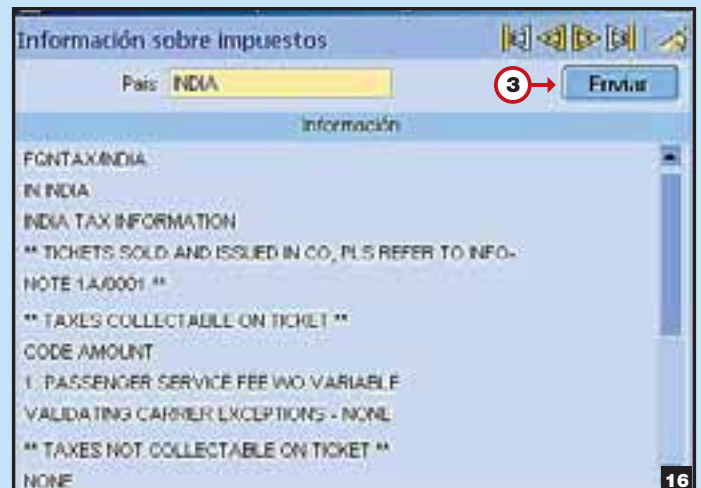 Información sobre impuestos
País INDIA
3
Enviar
Información
FQNTAX/INDIA
IN INDIA
INDIA TAX INFORMATION
** TICKETS SOLD AND ISSUED IN CO, PLS REFER TO INFO-
NOTE 1A/0001 **
** TAXES COLLECTABLE ON TICKET **
CODE AMOUNT
1. PASSENGER SERVICE FEE WO VARIABLE
VALIDATING CARRIER EXCEPTIONS - NONE
** TAXES NOT COLLECTABLE ON TICKET **
NONE
16